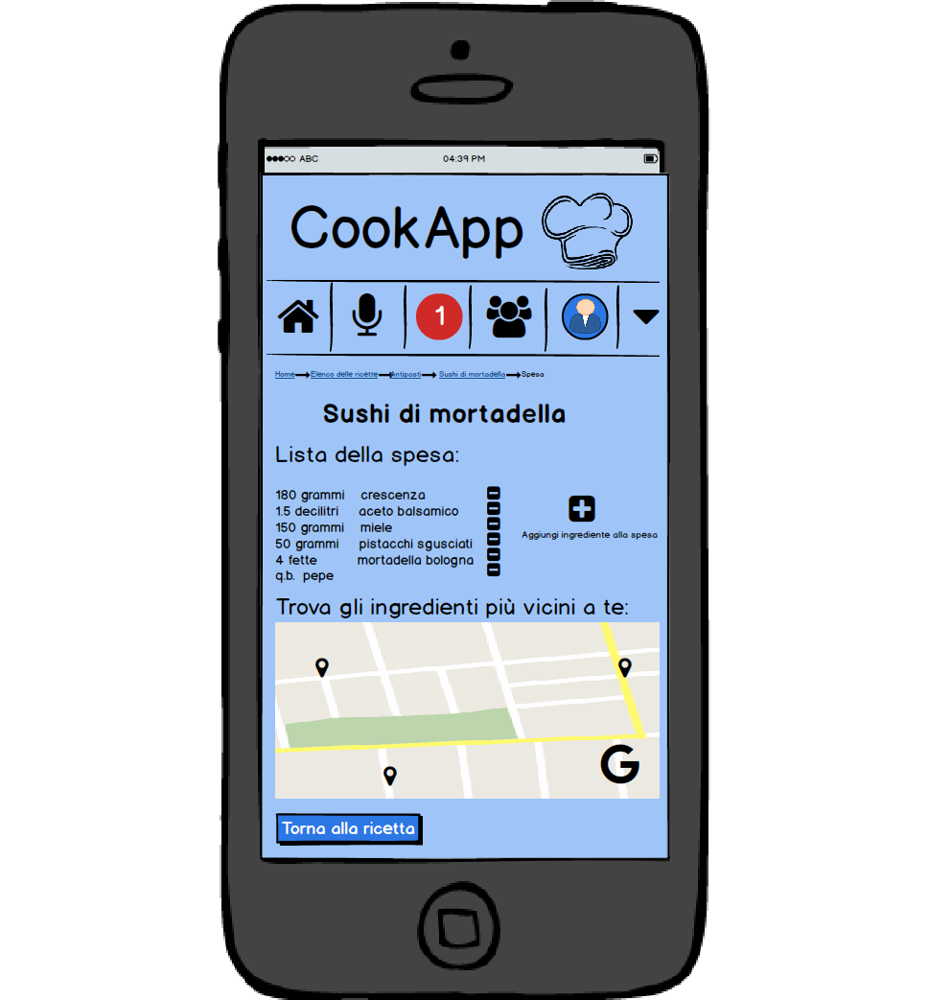 ABC 04:39 PM
CookApp
1
Home Elenco delle ricette Antipasti Sushi di mortadella Spesa
Sushi di mortadella
Lista della spesa:
180 grammi crescenza
1.5 decilitri aceto balsamico
150 grammi miele
50 grammi pistacchi sgusciati
4 fette mortadella bologna
q.b. pepe
Aggiungi ingrediente alla spesa
Trova gli ingredienti più vicini a te:
G
Torna alla ricetta